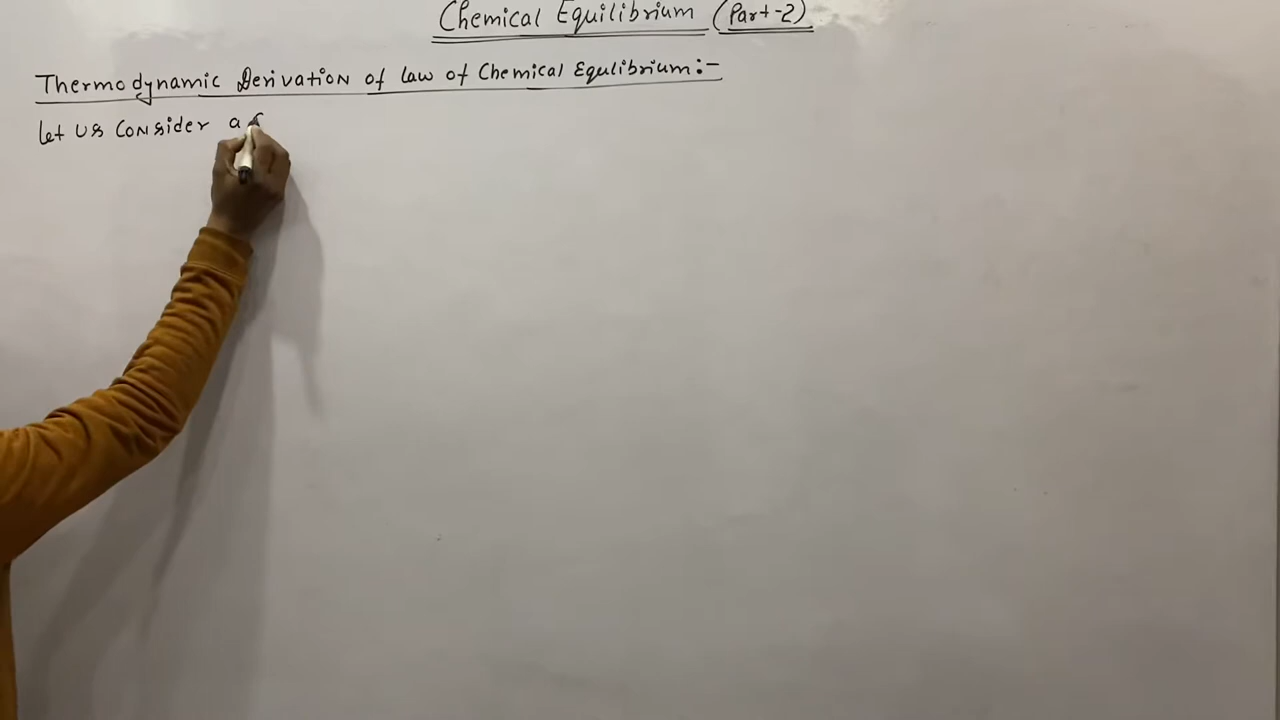 Chemical Equilibrium (Part-2)
Thermodynamic Derivation of law of Chemical Equlibrium:-
let us Consider a